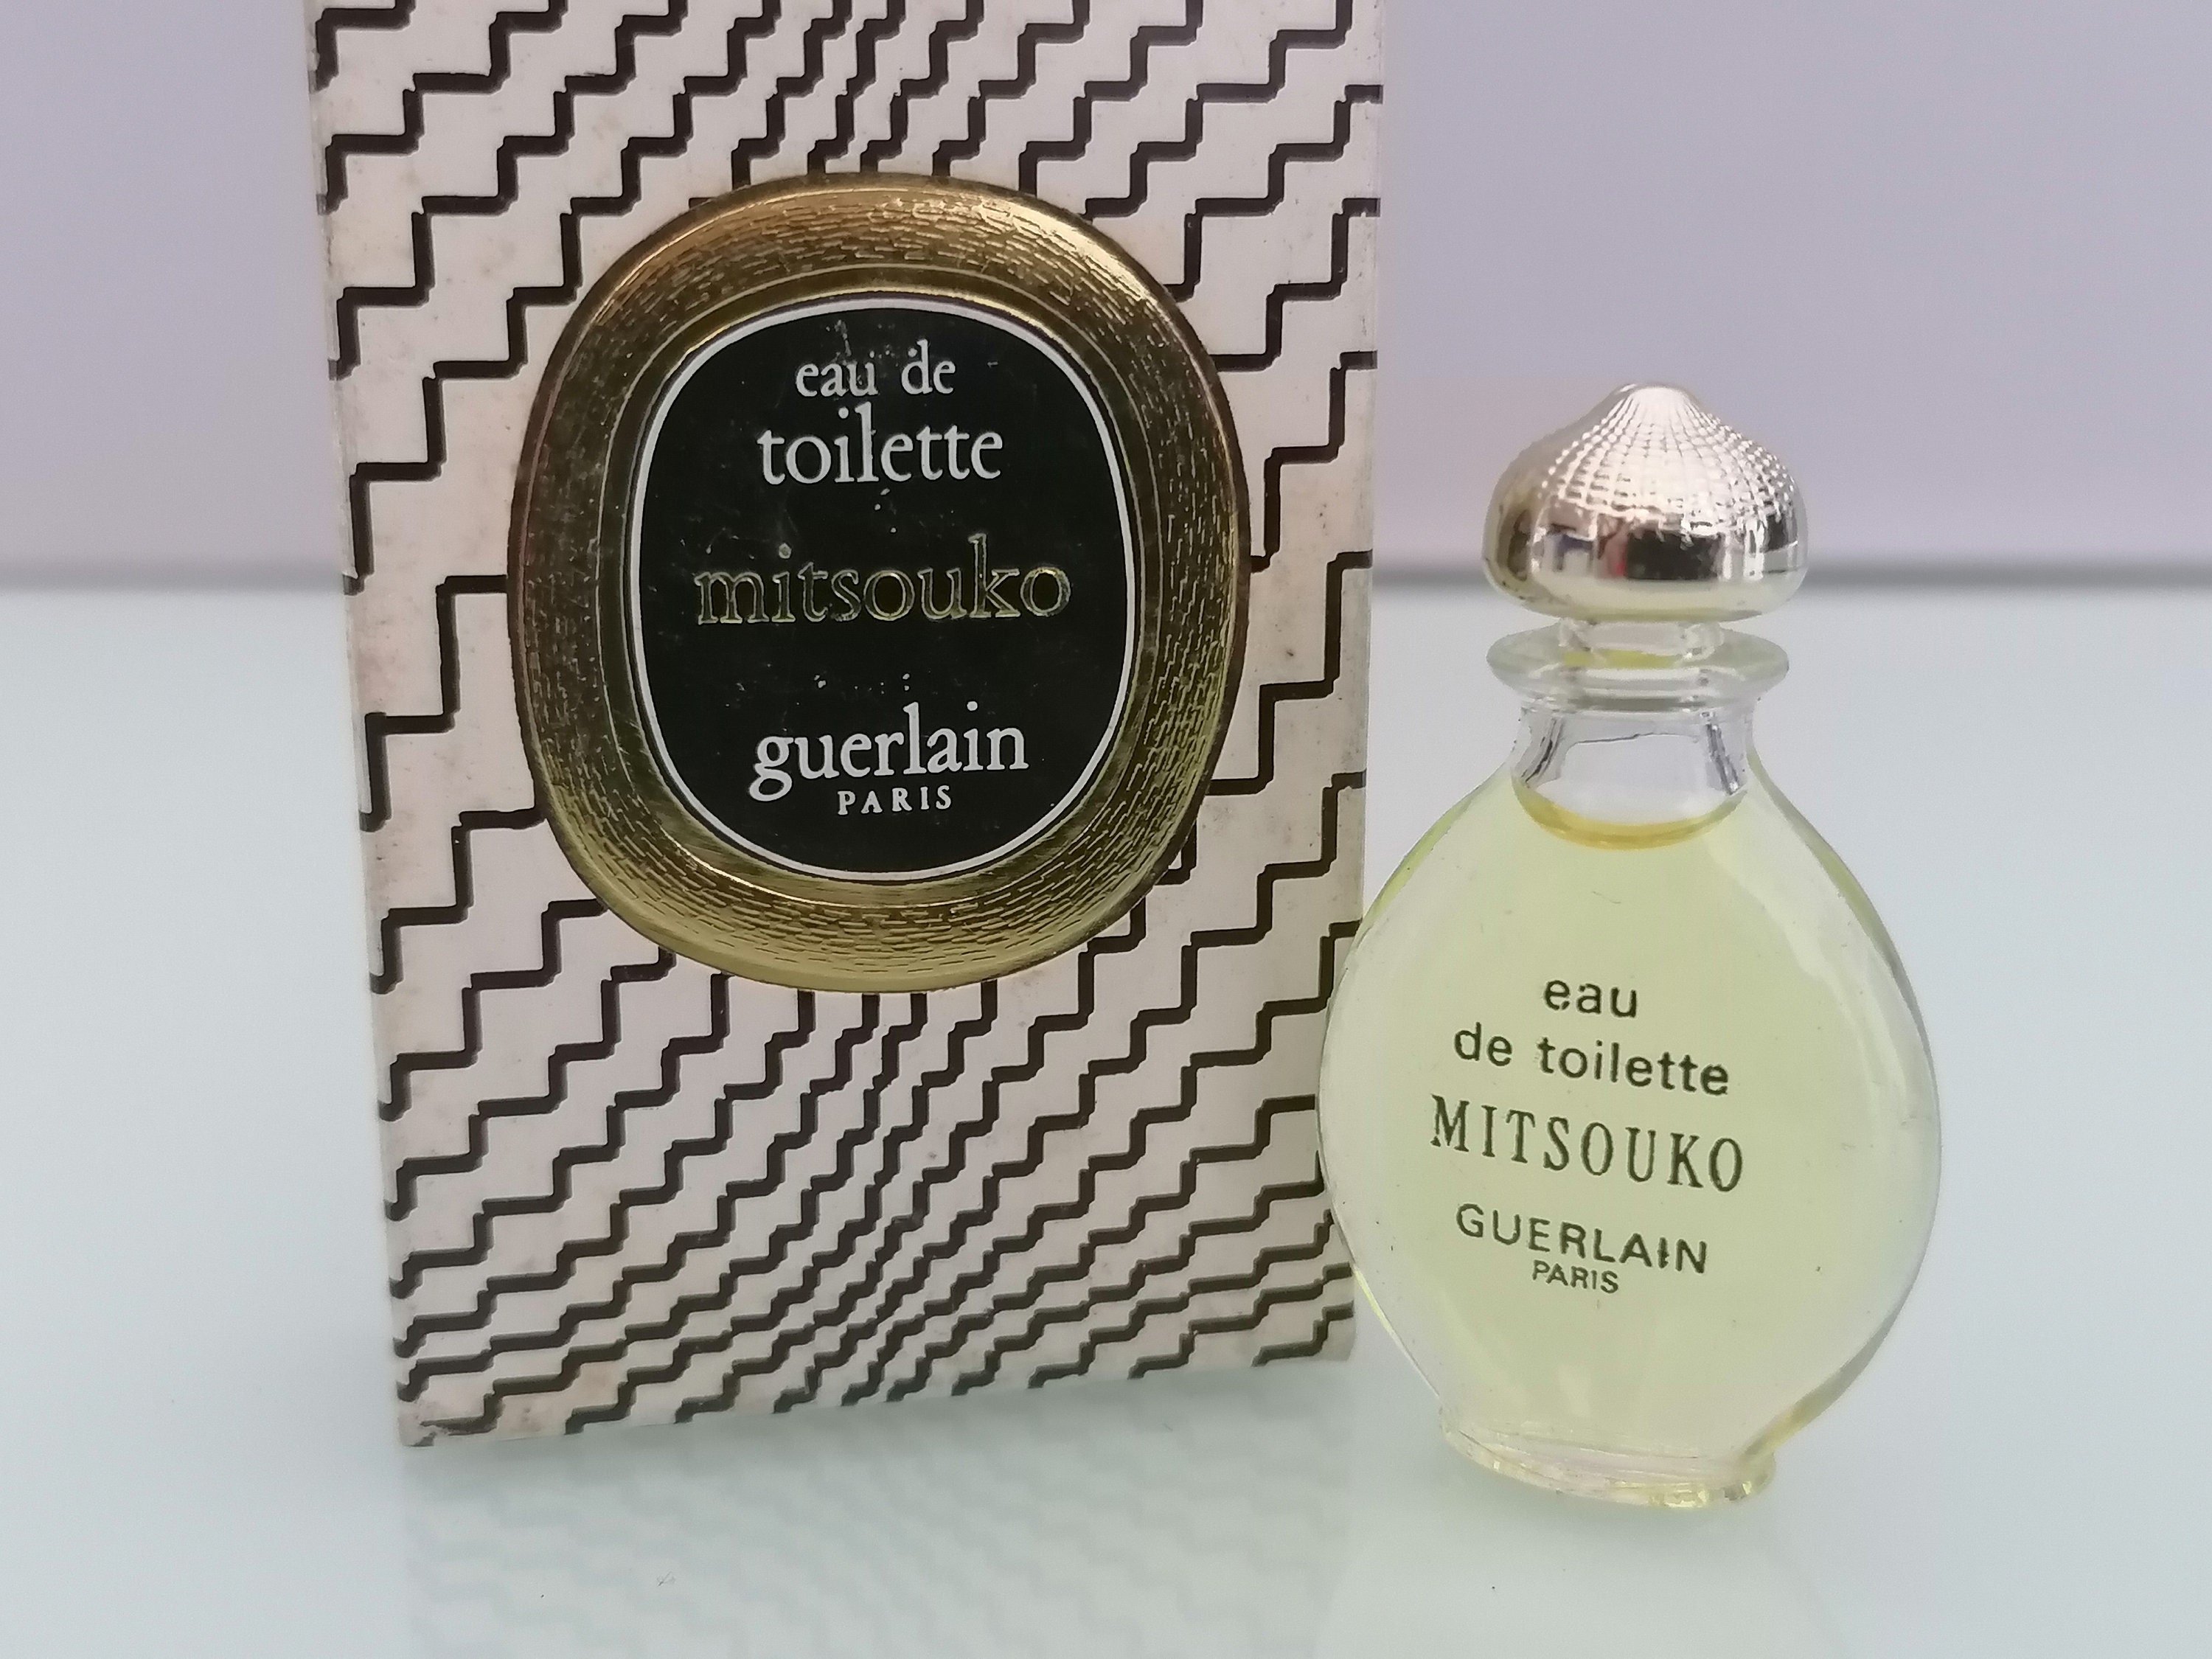 eau de
toilette
mitsouko
guerlain
PARIS
eau
de toilette
MITSOUKO
GUERLAIN
PARIS